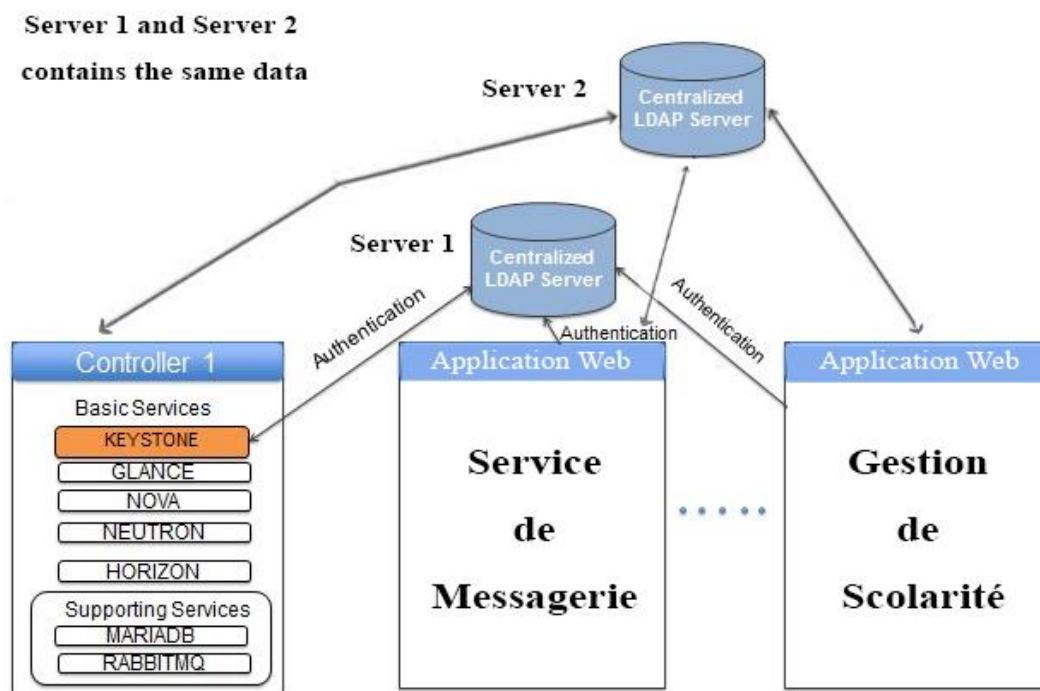 Server 1 and Server 2
contains the same data
Server 2
Centralized
LDAP Server
Server 1
Centralized
LDAP Server
Authentication
Authentication
Authentication
Controller 1
Basic Services
KEYSTONE
GLANCE
NOVA
NEUTRON
HORIZON
Supporting Services
MARIADB
RABBITMQ
Application Web
Service
de
Messagerie
Application Web
Gestion
de
Scolarité